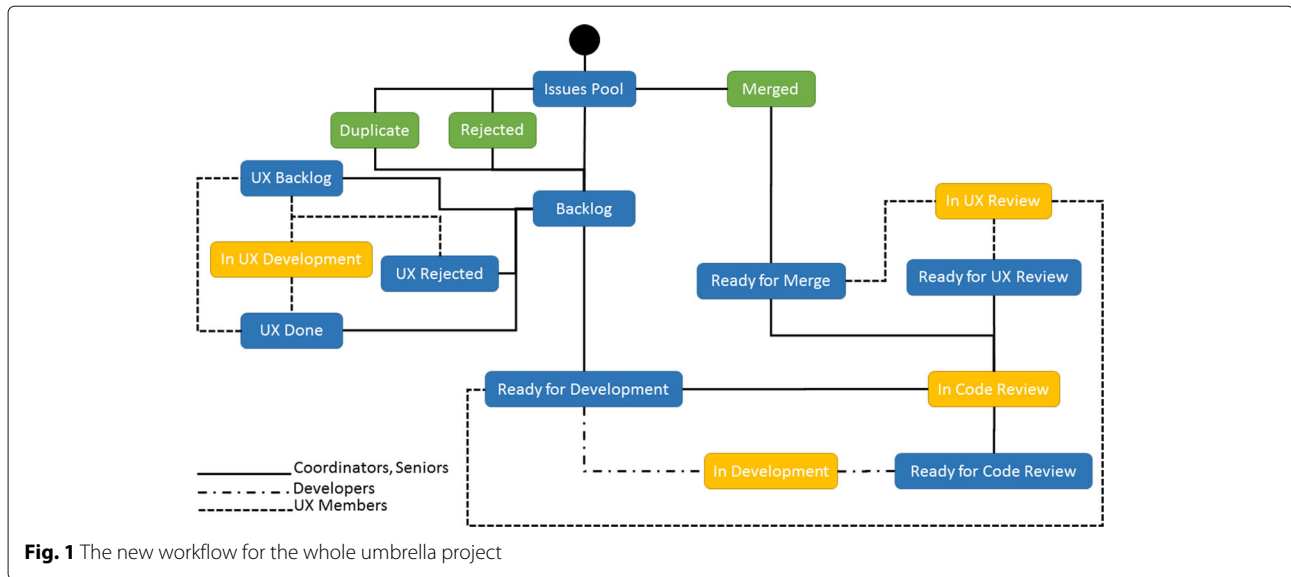 Issues Pool
Merged
Duplicate
Rejected
UX Backlog
Backlog
In UX Review
In UX Development
UX Rejected
Ready for Merge
Ready for UX Review
UX Done
Ready for Development
In Code Review
In Development
Ready for Code Review
Coordinators, Seniors
Developers
UX Members
Fig. 1 The new workflow for the whole umbrella project